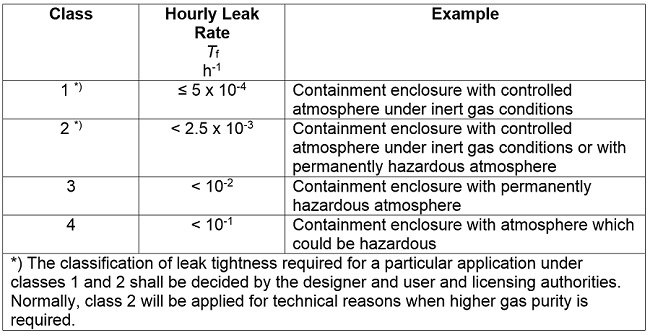 Class Hourly Leak Example
Rate
Tf
h-1
1 *) ≤ 5 x 10-4 Containment enclosure with controlled
atmosphere under inert gas conditions
2 *) < 2.5 x 10-3 Containment enclosure with controlled
atmosphere under inert gas conditions or with
permanently hazardous atmosphere
3 < 10-2 Containment enclosure with permanently
hazardous atmosphere
4 < 10-1 Containment enclosure with atmosphere which
could be hazardous
*) The classification of leak tightness required for a particular application under
classes 1 and 2 shall be decided by the designer and user and licensing authorities.
Normally, class 2 will be applied for technical reasons when higher gas purity is
required.